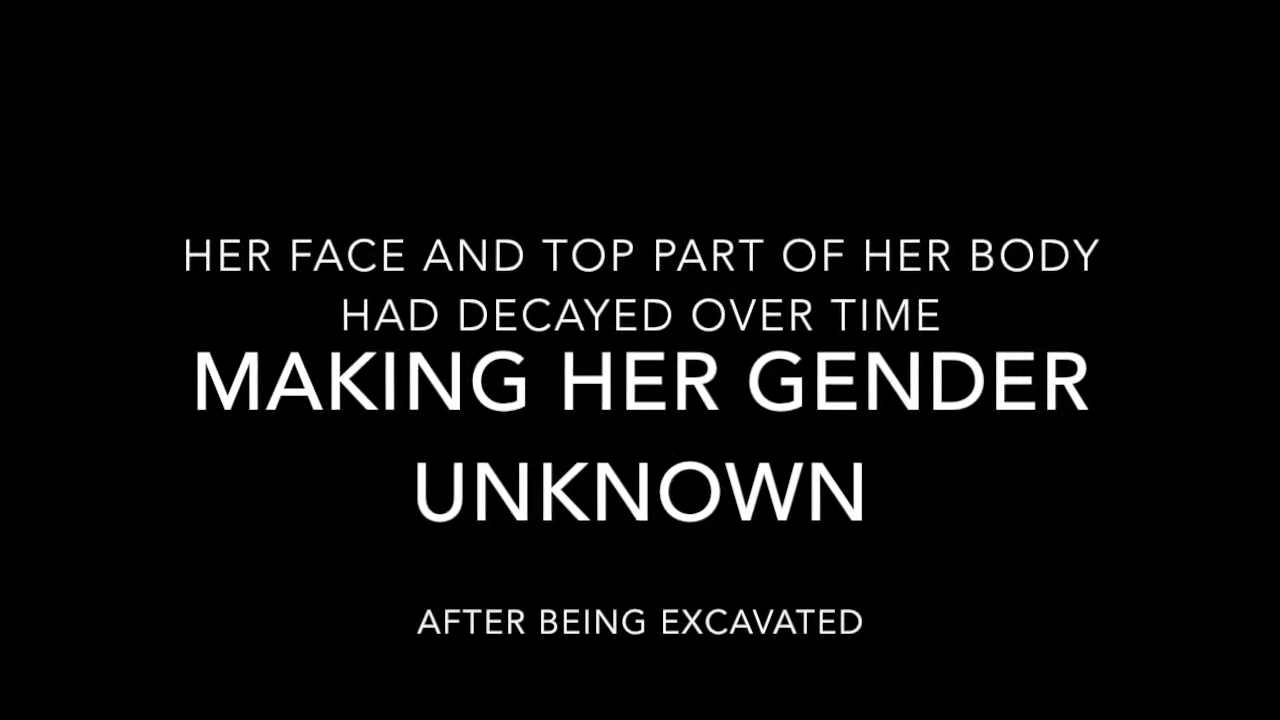 HER FACE AND TOP PART OF HER BODY
HAD DECAYED OVER TIME
MAKING HER GENDER
UNKNOWN
AFTER BEING EXCAVATED